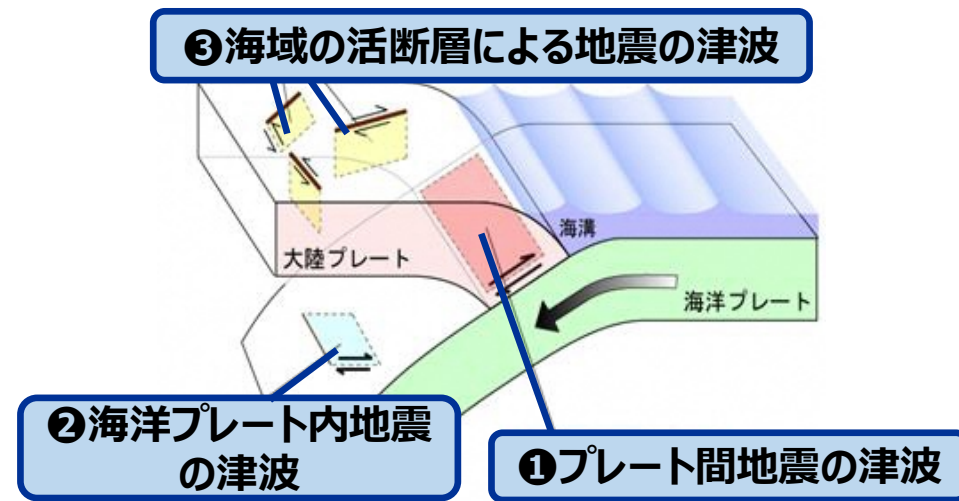 ❸海域の活断層による地震の津波
海溝
大陸プレート
海洋プレート
❷海洋プレート内地震
の津波
❶プレート間地震の津波